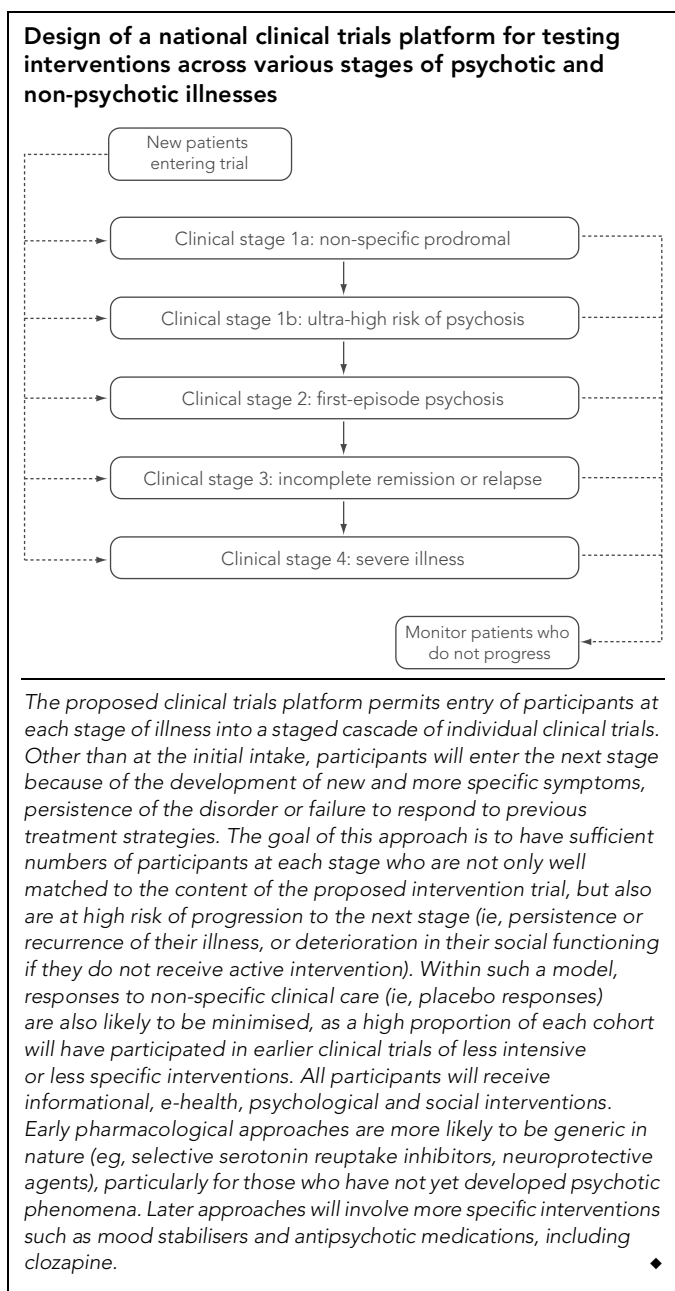 Design of a national clinical trials platform for testing
interventions across various stages of psychotic and
non-psychotic illnesses
New patients
entering trial
Clinical stage 1a: non-specific prodromal
Clinical stage 1b: ultra-high risk of psychosis
Clinical stage 2: first-episode psychosis
Clinical stage 3: incomplete remission or relapse
Clinical stage 4: severe illness
Monitor patients who
do not progress
The proposed clinical trials platform permits entry of participants at
each stage of illness into a staged cascade of individual clinical trials.
Other than at the initial intake, participants will enter the next stage
because of the development of new and more specific symptoms,
persistence of the disorder or failure to respond to previous
treatment strategies. The goal of this approach is to have sufficient
numbers of participants at each stage who are not only well
matched to the content of the proposed intervention trial, but also
are at high risk of progression to the next stage (ie, persistence or
recurrence of their illness, or deterioration in their social functioning
if they do not receive active intervention). Within such a model,
responses to non-specific clinical care (ie, placebo responses)
are also likely to be minimised, as a high proportion of each cohort
will have participated in earlier clinical trials of less intensive
or less specific interventions. All participants will receive
informational, e-health, psychological and social interventions.
Early pharmacological approaches are more likely to be generic in
nature (eg, selective serotonin reuptake inhibitors, neuroprotective
agents), particularly for those who have not yet developed psychotic
phenomena. Later approaches will involve more specific interventions
such as mood stabilisers and antipsychotic medications, including
clozapine. ◆